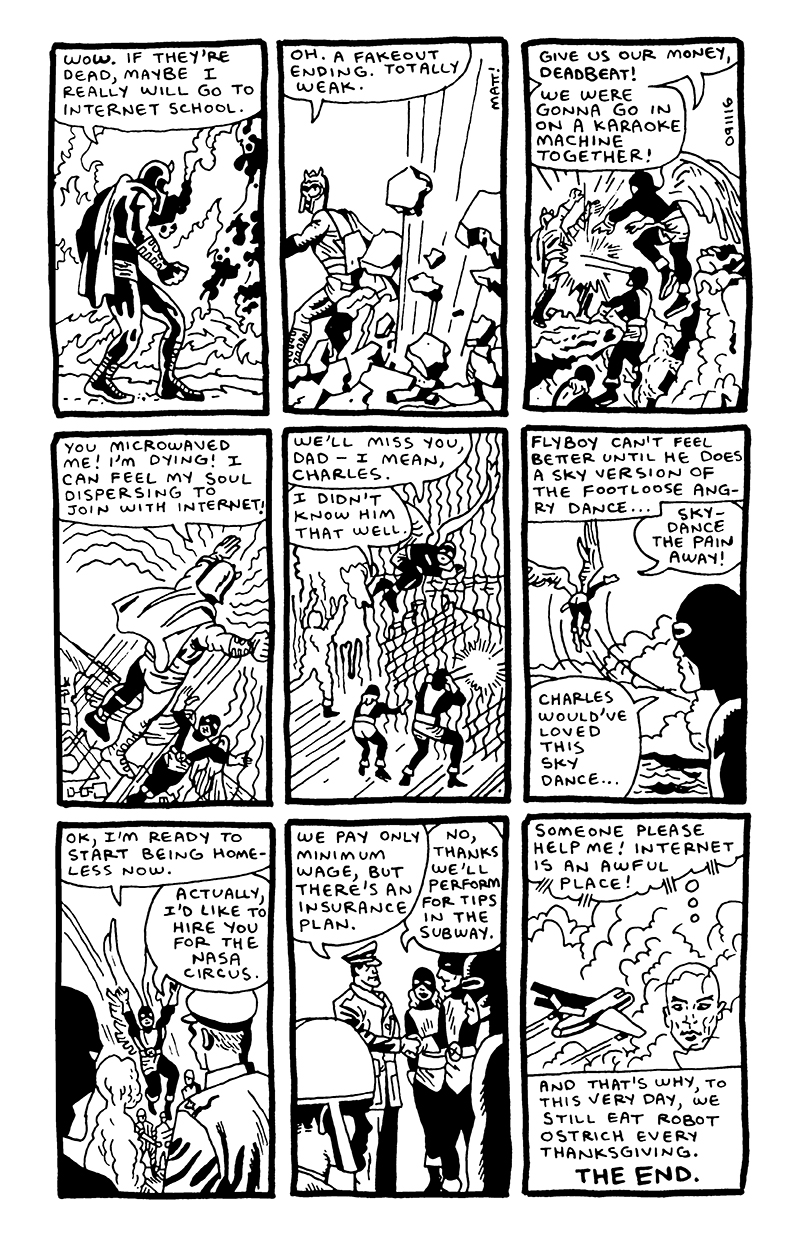 WOW. IF THEY'RE
DEAD, MAYBE I
REALLY WILL GO TO
INTERNET SCHOOL.
OH. A FAKEOUT
ENDING. TOTALLY
WEAK.
MATT!
GIVE US OUR MONEY,
DEADBEAT!
WE WERE
GONNA GO IN
ON A KARAOKE
MACHINE
TOGETHER!
091116
YOU MICROWAVED
ME! I'M DYING! I
CAN FEEL MY SOUL
DISPERSING TO
JOIN WITH INTERNET!
WE'LL MISS YOU,
DAD – I MEAN,
CHARLES.
I DIDN'T
KNOW HIM
THAT WELL.
FLYBOY CAN'T FEEL
BETTER UNTIL HE DOES
A SKY VERSION OF
THE FOOTLOOSE ANG-
RY DANCE...
SKY-
DANCE
THE PAIN
AWAY!
CHARLES
WOULD'VE
LOVED
THIS
SKY
DANCE...
OK, I'M READY TO
START BEING HOME-
LESS NOW.
ACTUALLY,
I'D LIKE TO
HIRE YOU
FOR THE
NASA
CIRCUS.
WE PAY ONLY
MINIMUM
WAGE, BUT
THERE'S AN
INSURANCE
PLAN.
NO,
THANKS
WE'LL
PERFORM
FOR TIPS
IN THE
SUBWAY.
SOMEONE PLEASE
HELP ME! INTERNET
IS AN AWFUL
PLACE!
AND THAT'S WHY, TO
THIS VERY DAY, WE
STILL EAT ROBOT
OSTRICH EVERY
THANKSGIVING.
THE END.